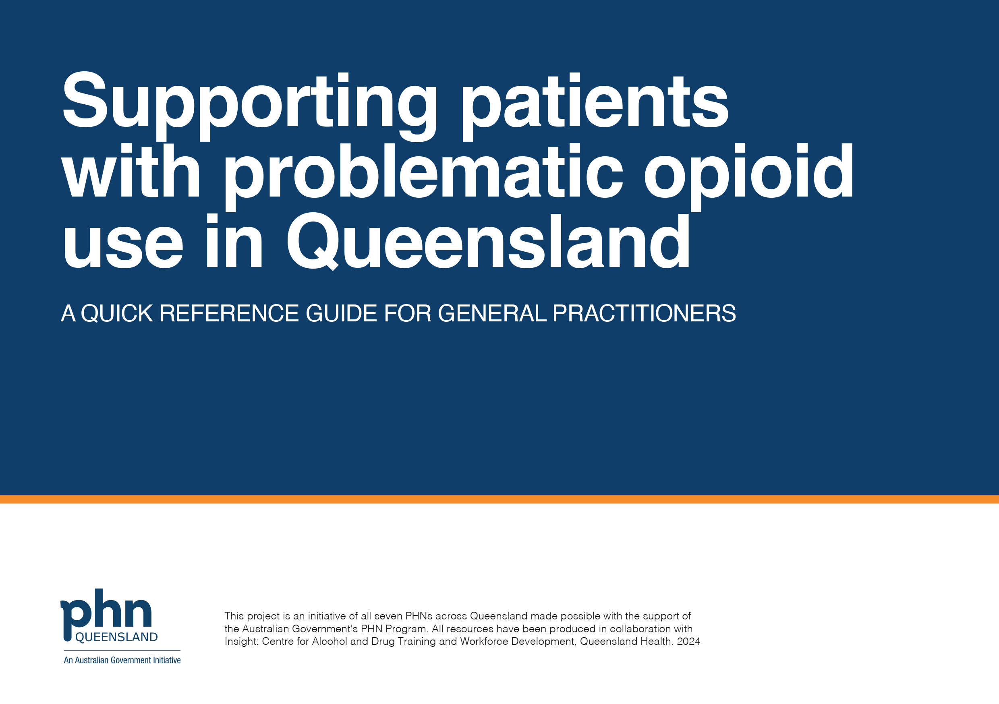 Supporting patients
with problematic opioid
use in Queensland
A QUICK REFERENCE GUIDE FOR GENERAL PRACTITIONERS
phn
QUEENSLAND
An Australian Government Initiative
This project is an initiative of all seven PHNs across Queensland made possible with the support of
the Australian Government’s PHN Program. All resources have been produced in collaboration with
Insight: Centre for Alcohol and Drug Training and Workforce Development, Queensland Health. 2024